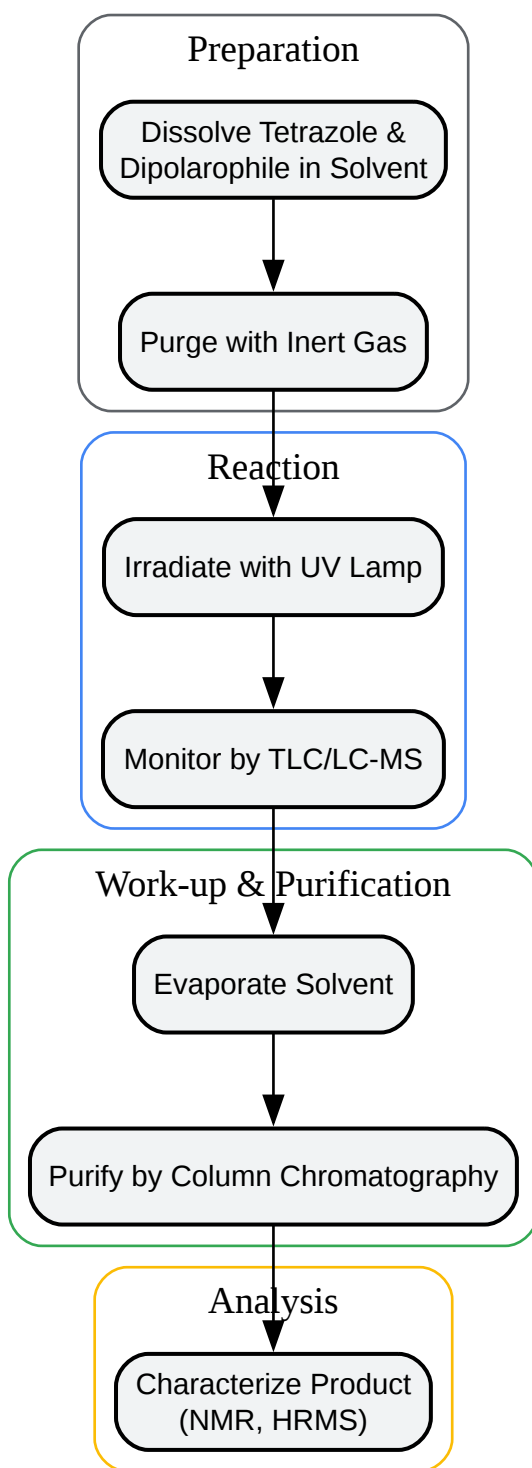 Preparation
Dissolve Tetrazole &
Dipolarophile in Solvent
Purge with Inert Gas
Reaction
Irradiate with UV Lamp
Monitor by TLC/LC-MS
Work-up & Purification
Evaporate Solvent
Purify by Column Chromatography
Analysis
Characterize Product
(NMR, HRMS)